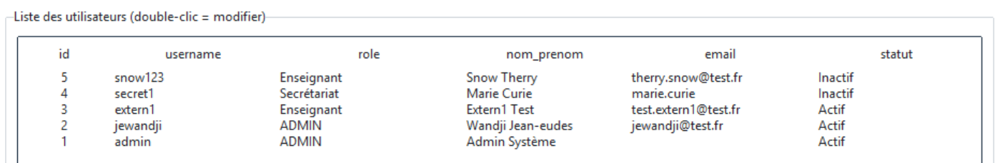 Liste des utilisateurs (double-clic = modifier)
id username role nom_prenom email statut
5 snow123 Enseignant Snow Therry therry.snow@test.fr Inactif
4 secret1 Secrétariat Marie Curie marie.curie Inactif
3 extern1 Enseignant Extern1 Test test.extern1@test.fr Actif
2 jewandji ADMIN Wandji Jean-eudes jewandji@test.fr Actif
1 admin ADMIN Admin Système Actif